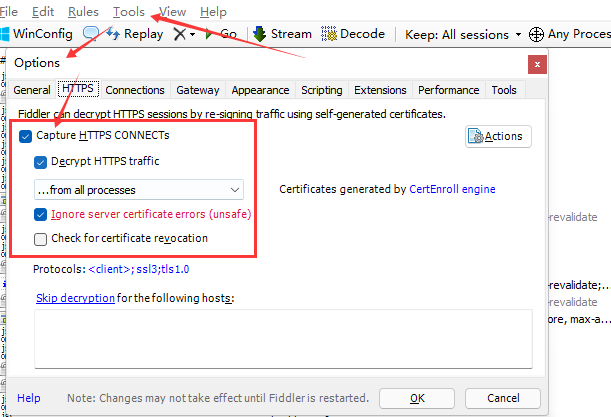 File Edit Rules Tools View Help
WinConfig Replay Go Stream Decode Keep: All sessions Any Proce
Options
General HTTPS Connections Gateway Appearance Scripting Extensions Performance Tools
Fiddler can decrypt HTTPS sessions by re-signing traffic using self-generated certificates.
Capture HTTPS CONNECTs
Actions
Decrypt HTTPS traffic
...from all processes
Certificates generated by CertEnroll engine
Ignore server certificate errors (unsafe)
Check for certificate revocation
Protocols: <client>;ssl3;tls1.0
Skip decryption for the following hosts:
Help Note: Changes may not take effect until Fiddler is restarted. OK Cancel
revalidate
revalidate;...
revalidate
ore, max-a...